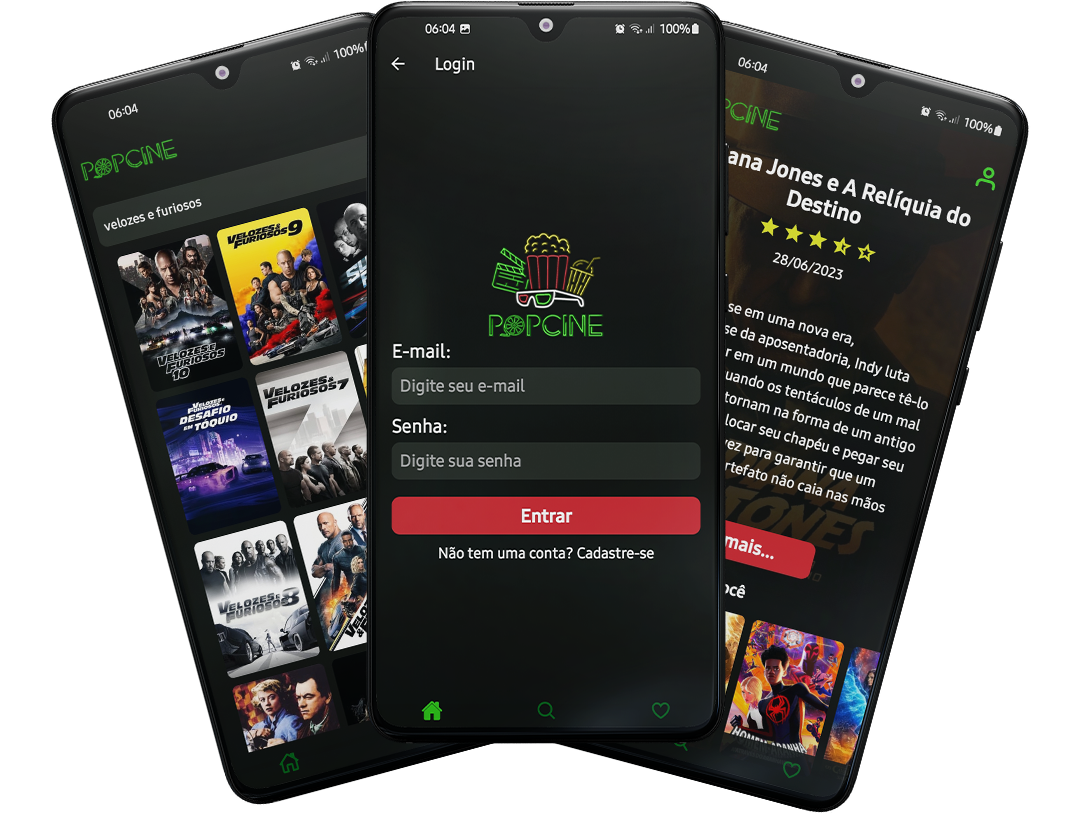 06:04
100%
POPCINE
velozes e furiosos
VELOZES &
FURIOSOS 10
VELOZES &
FURIOSOS 9
VELOZES & FURIOSOS:
DESAFIO
EM TÓQUIO
VELOZES &
FURIOSOS 7
VELOZES &
FURIOSOS 8
06:04
100%
Login
POPCINE
E-mail:
Digite seu e-mail
Senha:
Digite sua senha
Entrar
Não tem uma conta? Cadastre-se
06:04
100%
PCINE
ana Jones e A Relíquia do
Destino
28/06/2023
se em uma nova era,
se da aposentadoria, Indy luta
r em um mundo que parece tê-lo
uando os tentáculos de um mal
tornam na forma de um antigo
locar seu chapéu e pegar seu
vez para garantir que um
rtefato não caia nas mãos
JONES
mais...
ocê
HOMEM-ARANHA